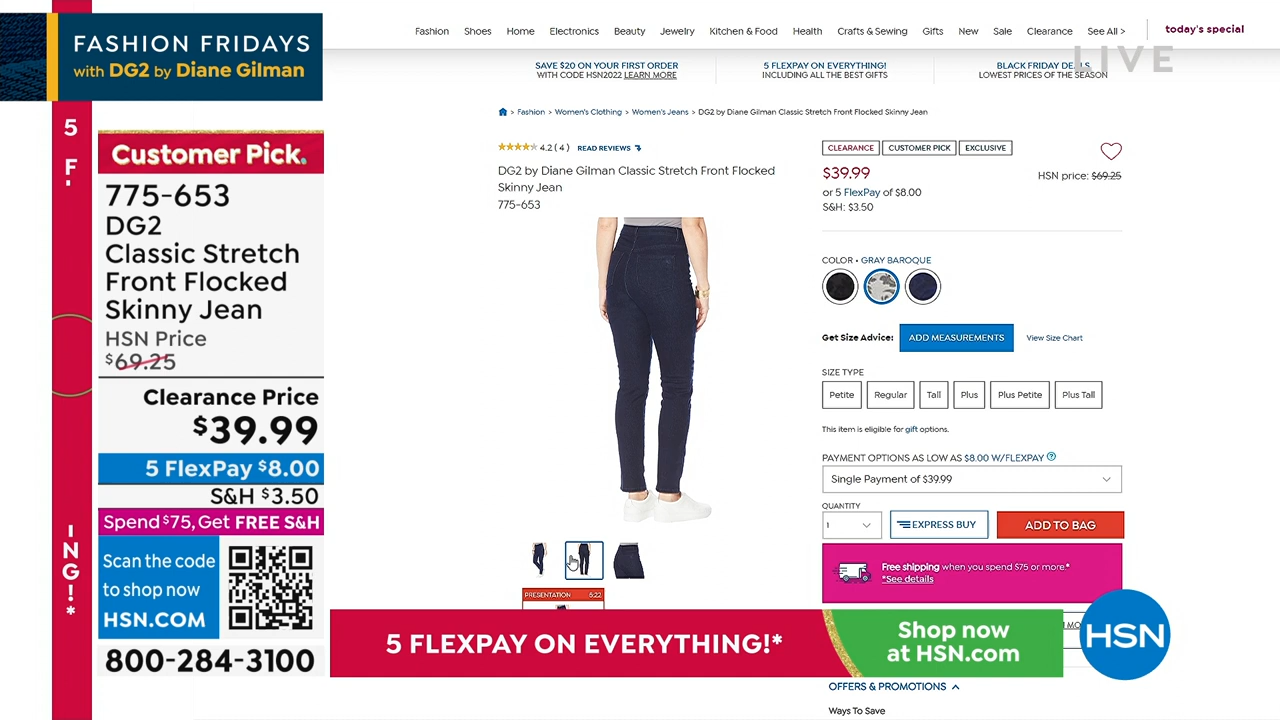 FASHION FRIDAYS
with DG2 by Diane Gilman
5
F
ING!*
Customer Pick.
775-653
DG2
Classic Stretch
Front Flocked
Skinny Jean
HSN Price
$69.25
Clearance Price
$39.99
5 FlexPay $8.00
S&H $3.50
Spend $75, Get FREE S&H
Scan the code
to shop now
HSN.COM
800-284-3100
Fashion Shoes Home Electronics Beauty Jewelry Kitchen & Food Health Crafts & Sewing Gifts New Sale Clearance See All > today's special
LIVE
SAVE $20 ON YOUR FIRST ORDER
WITH CODE HSN2022 LEARN MORE
5 FLEXPAY ON EVERYTHING!
INCLUDING ALL THE BEST GIFTS
BLACK FRIDAY DEALS
LOWEST PRICES OF THE SEASON
> Fashion > Women's Clothing > Women's Jeans > DG2 by Diane Gilman Classic Stretch Front Flocked Skinny Jean
4.2 ( 4 ) READ REVIEWS
DG2 by Diane Gilman Classic Stretch Front Flocked
Skinny Jean
775-653
PRESENTATION 5:22
CLEARANCE CUSTOMER PICK EXCLUSIVE
$39.99
HSN price: $69.25
or 5 FlexPay of $8.00
S&H: $3.50
COLOR • GRAY BAROQUE
Get Size Advice: ADD MEASUREMENTS View Size Chart
SIZE TYPE
Petite Regular Tall Plus Plus Petite Plus Tall
This item is eligible for gift options.
PAYMENT OPTIONS AS LOW AS $8.00 W/FLEXPAY ?
Single Payment of $39.99
QUANTITY
1 EXPRESS BUY ADD TO BAG
Free shipping when you spend $75 or more.*
*See details
5 FLEXPAY ON EVERYTHING!*
Shop now
at HSN.com
HSN
OFFERS & PROMOTIONS
Ways To Save